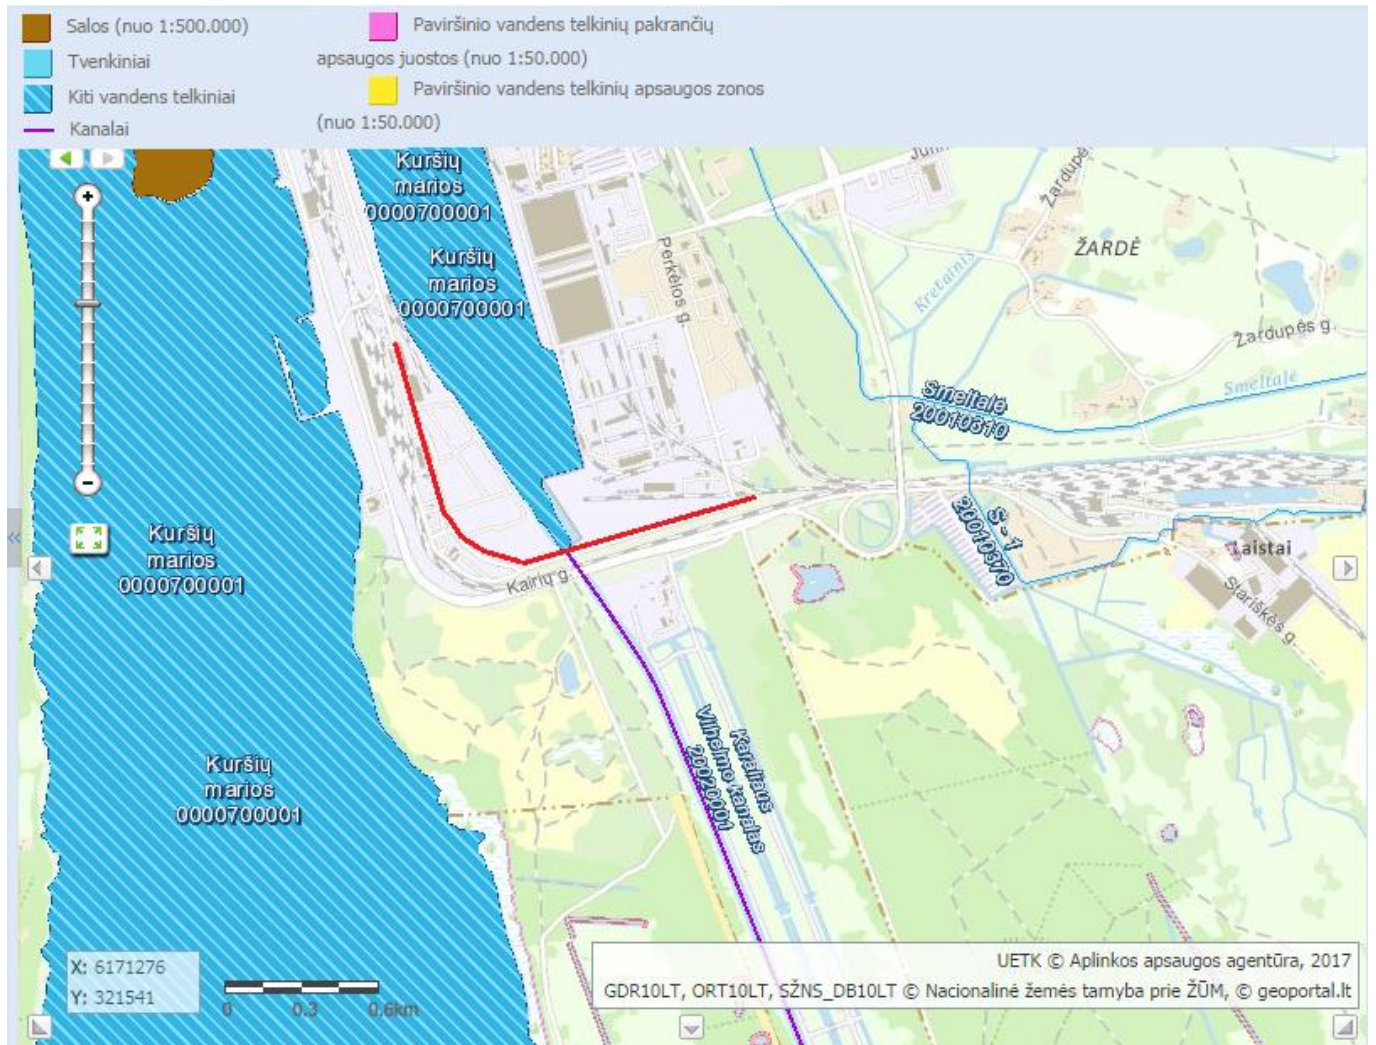 Salos (nuo 1:500.000)
Tvenkiniai
Kiti vandens telkiniai
Kanalai
Paviršinio vandens telkinių pakrančių
apsaugos juostos (nuo 1:50.000)
Paviršinio vandens telkinių apsaugos zonos
(nuo 1:50.000)
Kuršių
marios
0000700001
Kuršių
marios
0000700001
Perkėlos g.
Žardupė
ŽARDĖ
Kretainis
Žardupės g.
Smeltalė
Smeltalė
20010310
S - 1
20010370
Laistai
Stariškės g.
Kuršių
marios
0000700001
Kairių g.
Kuršių
marios
0000700001
Karaliaus
Vilhelmo kanalas
20020001
X: 6171276
Y: 321541
0 0.3 0.6km
UETK © Aplinkos apsaugos agentūra, 2017
GDR10LT, ORT10LT, SŽNS_DB10LT © Nacionalinė žemės tarnyba prie ŽŪM, © geoportal.lt